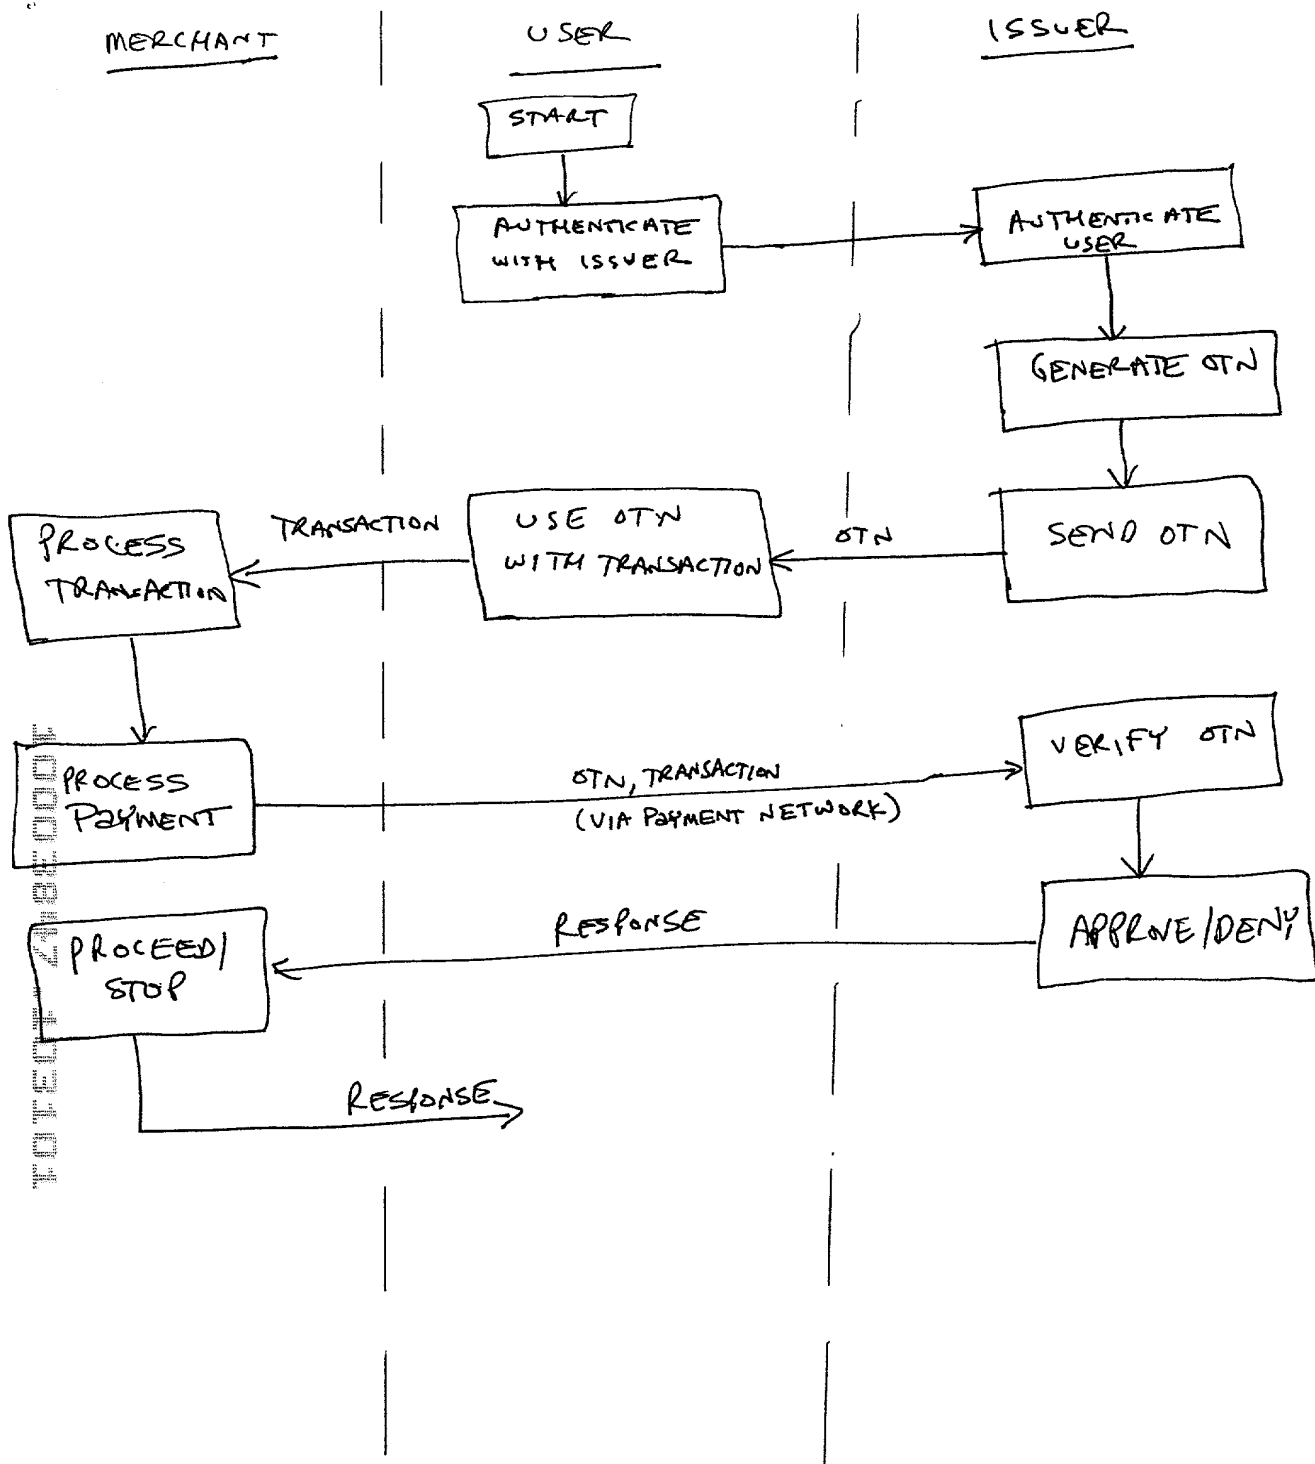 MERCHANT
USER
ISSUER
START
AUTHENTICATE
WITH ISSUER
AUTHENTICATE
USER
GENERATE OTN
SEND OTN
OTN
USE OTN
WITH TRANSACTION
TRANSACTION
PROCESS
TRANSACTION
PROCESS
PAYMENT
OTN, TRANSACTION
(VIA PAYMENT NETWORK)
VERIFY OTN
APPROVE/DENY
RESPONSE
PROCEED/
STOP
RESPONSE